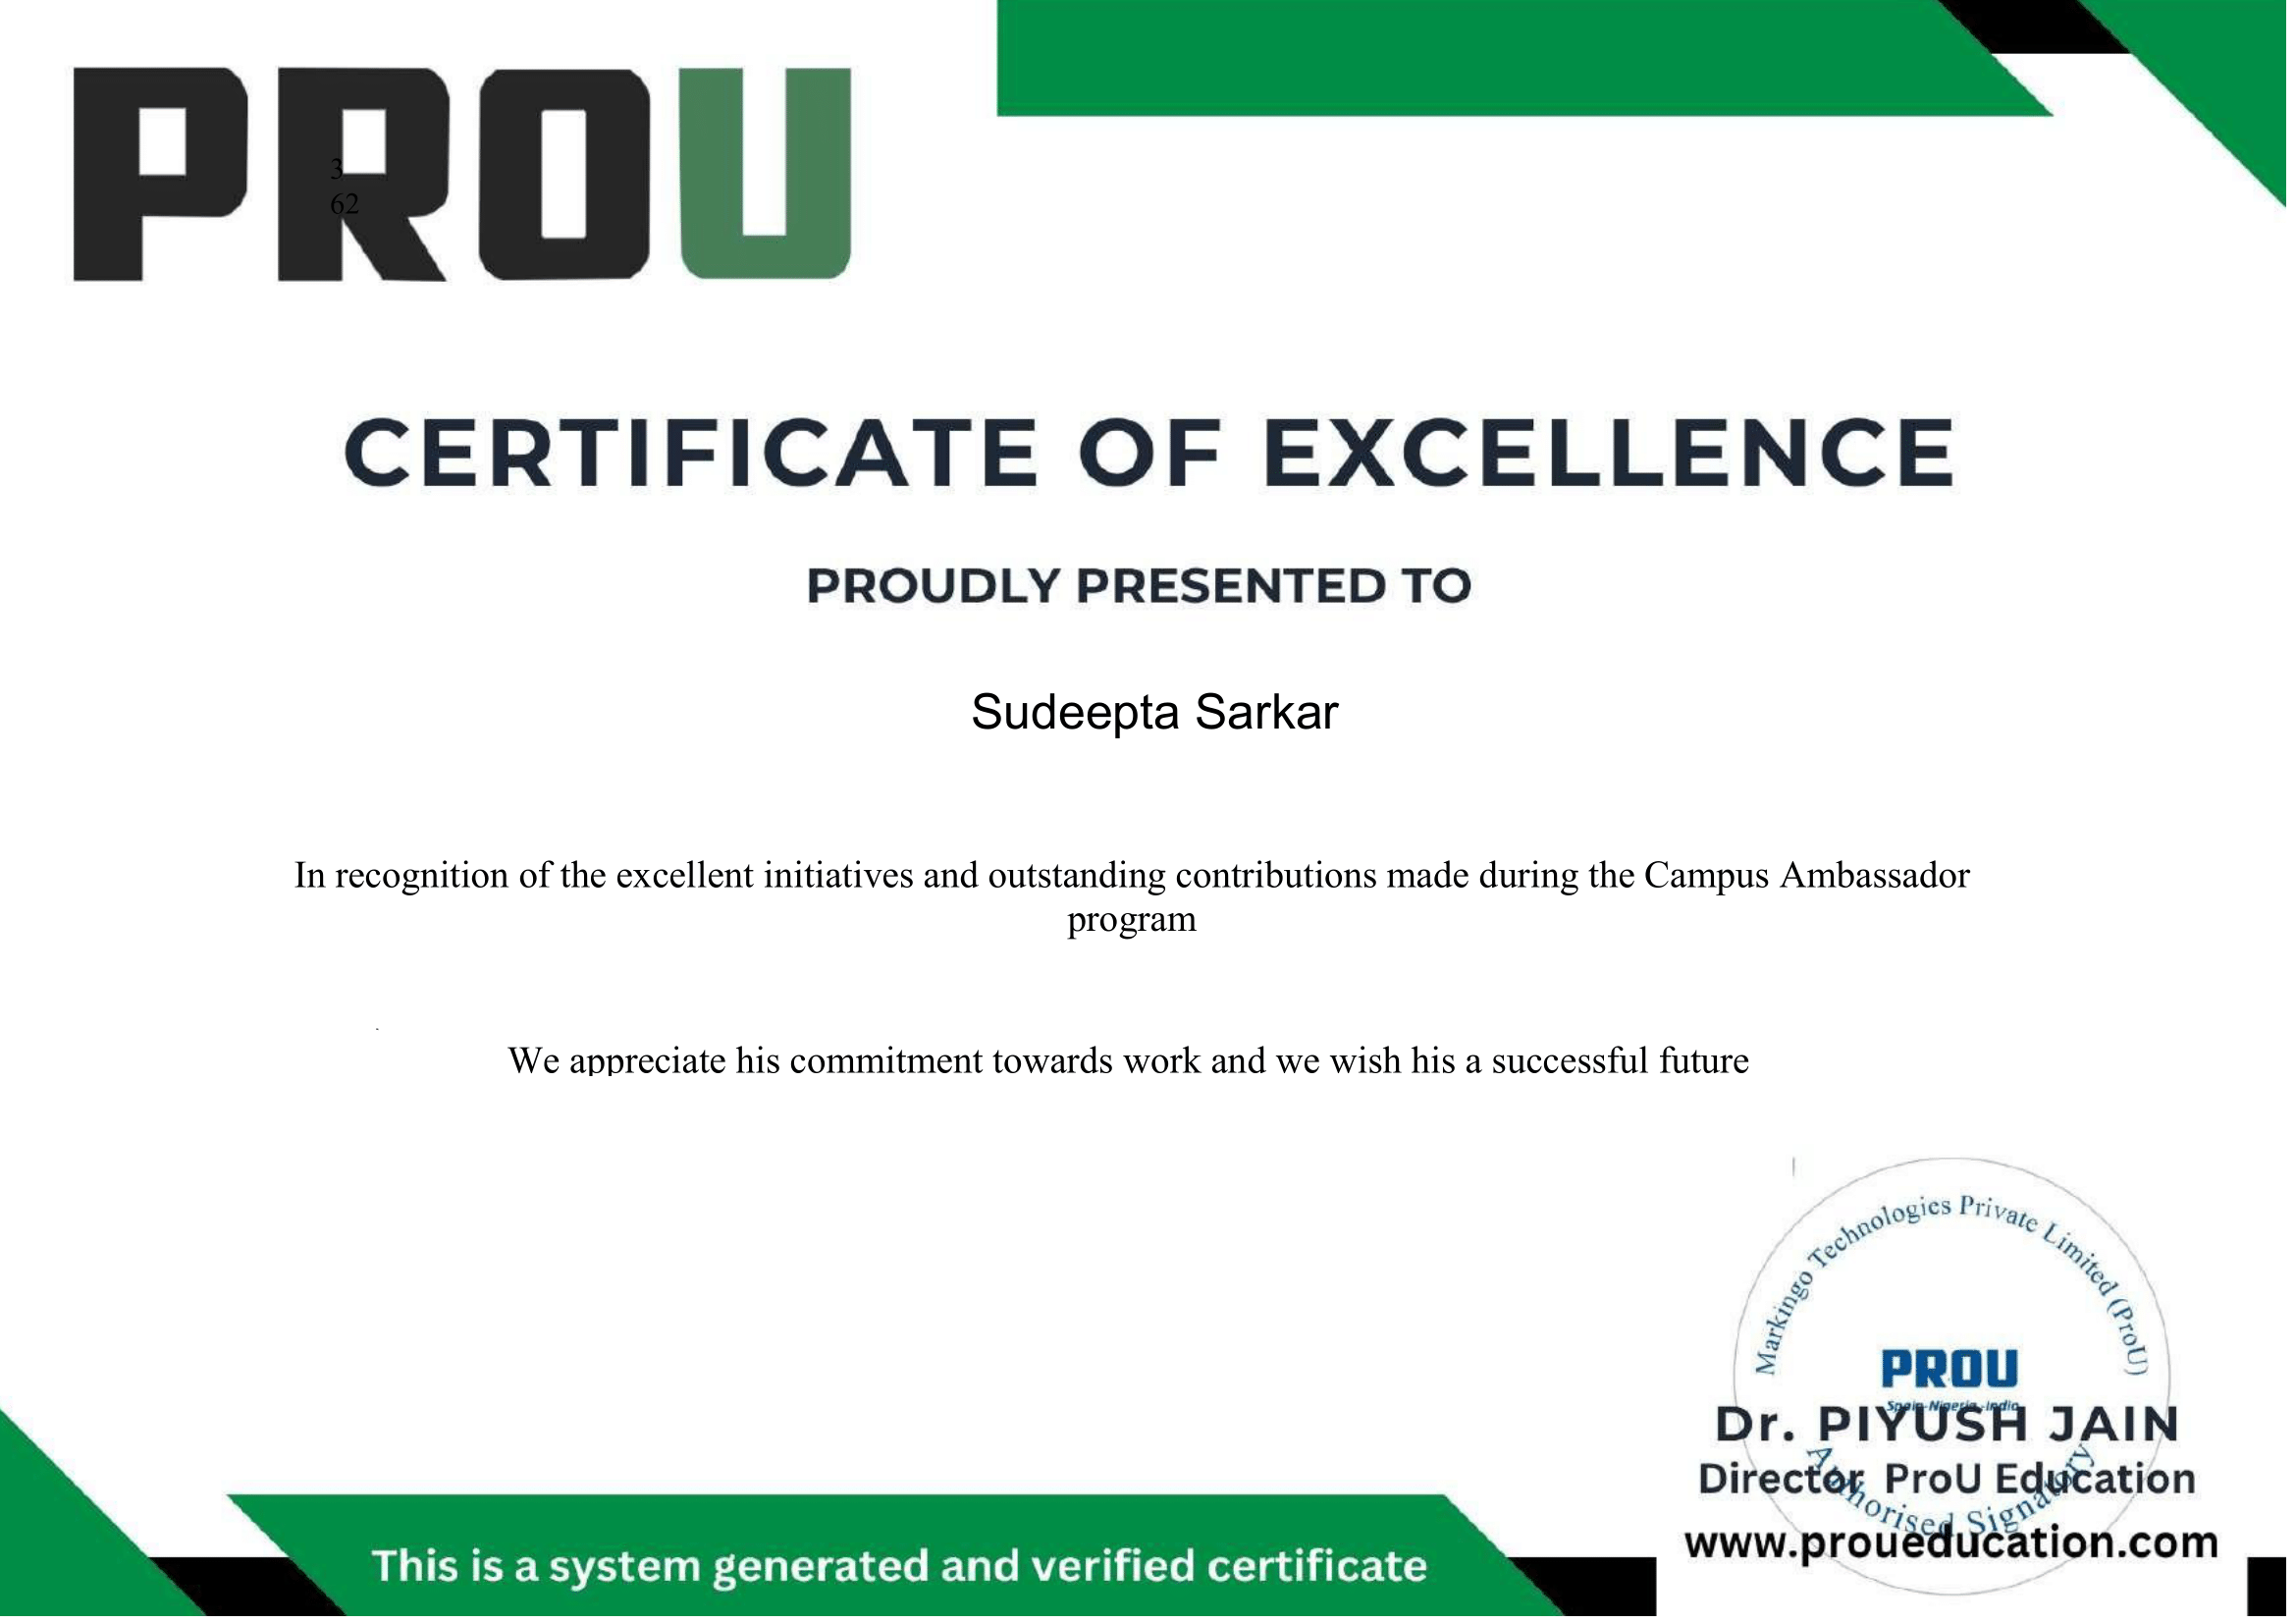 PROU
3
62
CERTIFICATE OF EXCELLENCE
PROUDLY PRESENTED TO
Sudeepta Sarkar
In recognition of the excellent initiatives and outstanding contributions made during the Campus Ambassador
program
We appreciate his commitment towards work and we wish his a successful future
Markingo Technologies Private Limited (ProU)
PROU
Spain-Nigeria-India
Dr. PIYUSH JAIN
Director ProU Education
Authorised Signatory
www.proueducation.com
This is a system generated and verified certificate